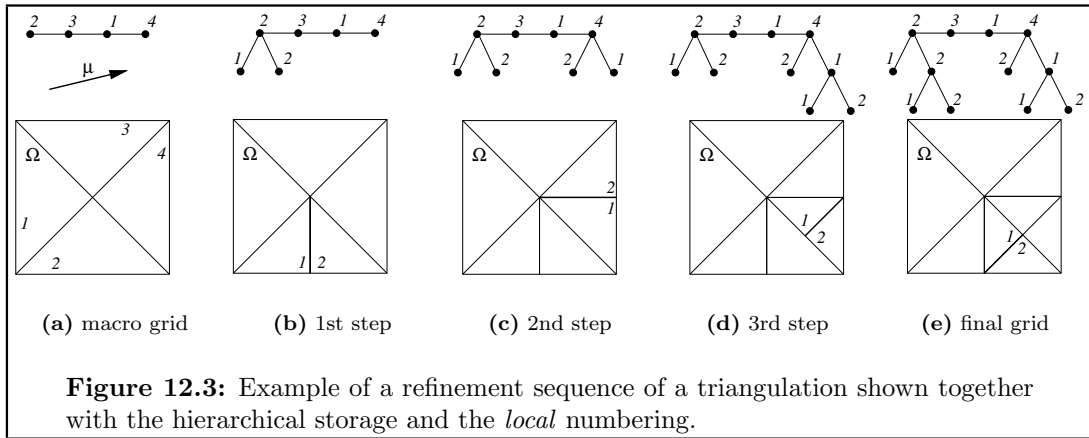 2 3 1 4
μ
3
Ω
4
1
2
2 3 1 4
1 2
Ω
1 2
2 3 1 4
1 2 2 1
Ω
2
1
2 3 1 4
1 2 2 1
1 2
Ω
1
2
2 3 1 4
1 2 2 1
1 2 1 2
Ω
1
2
(a) macro grid (b) 1st step (c) 2nd step (d) 3rd step (e) final grid
Figure 12.3: Example of a refinement sequence of a triangulation shown together
with the hierarchical storage and the local numbering.